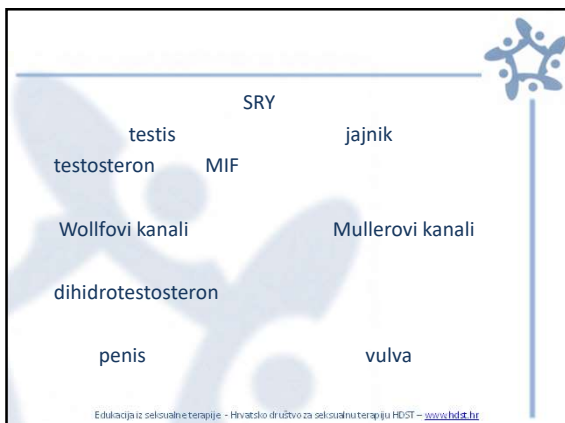 SRY
testis jajnik
testosteron MIF
Wollfovi kanali Mullerovi kanali
dihidrotestosteron
penis vulva
Edukacija iz seksualne terapije - Hrvatsko društvo za seksualnu terapiju HDST – www.hdst.hr